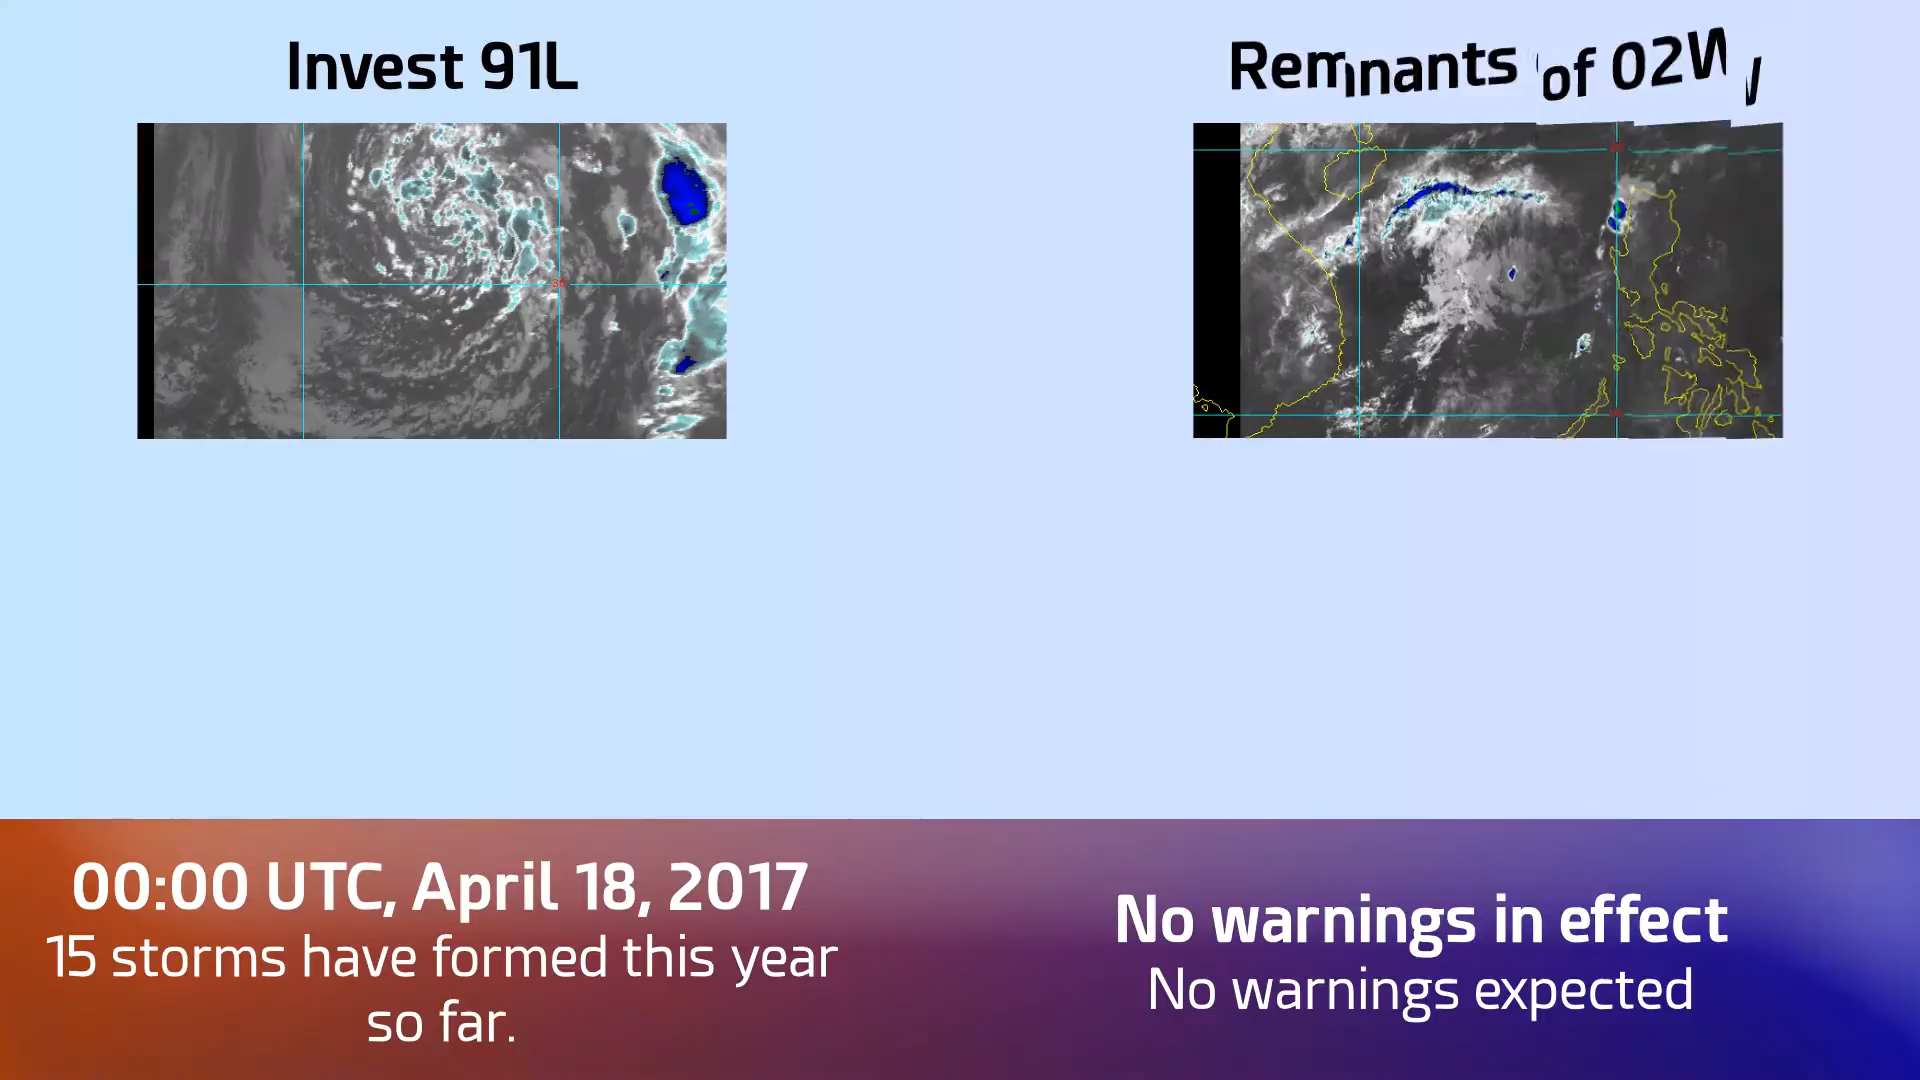 Invest 91L
Remnants of 02W
00:00 UTC, April 18, 2017
15 storms have formed this year
so far.
No warnings in effect
No warnings expected